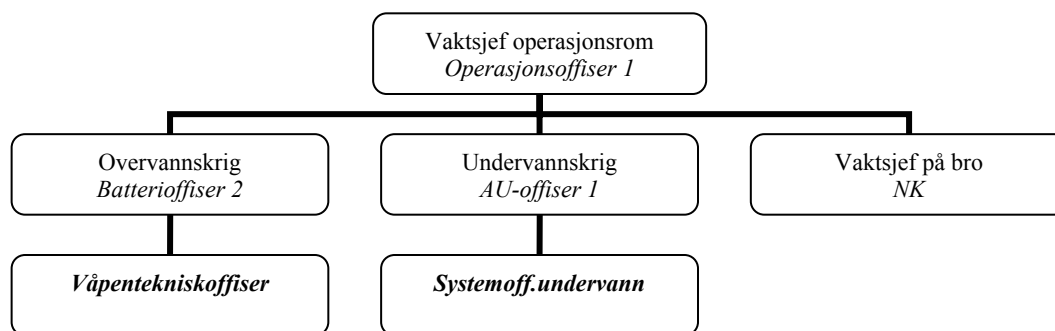 Vaktsjef operasjonsrom
Operasjonsoffiser 1
Overvannskrig
Batterioffiser 2
Undervannskrig
AU-offiser 1
Vaktsjef på bro
NK
Våpentekniskoffiser
Systemoff.undervann